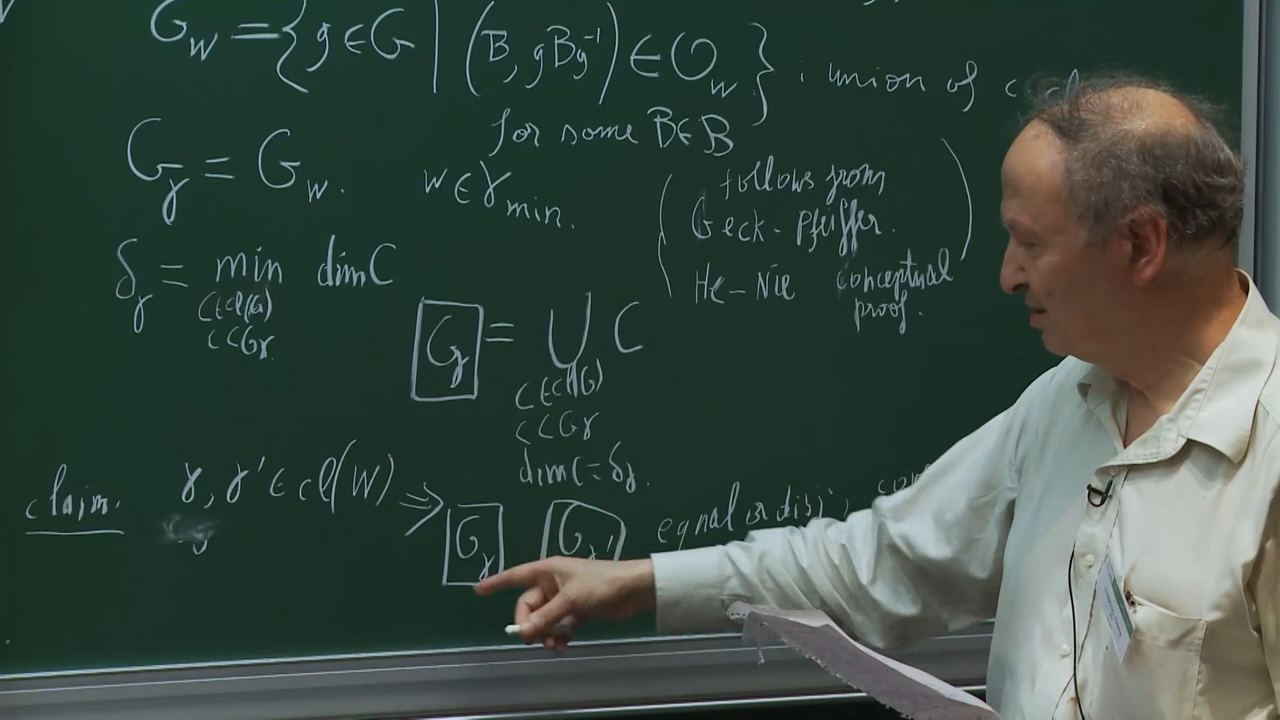 G_w = { g ∈ G | (B, gBg⁻¹) ∈ O_w } : union of
for some B ∈ B
G_γ = G_w. w ∈ γ_min.
(follows from
Geck-Pfeiffer.
He-Nie conceptual
proof.)
δ_γ = min dim C
C∈cl(G)
C⊂G_γ
G_γ = ∪ C
C∈cl(G)
C⊂G_γ
dim C = δ_γ.
claim. γ, γ' ∈ cl(W) ⇒ G_γ G_γ' equal or disj,